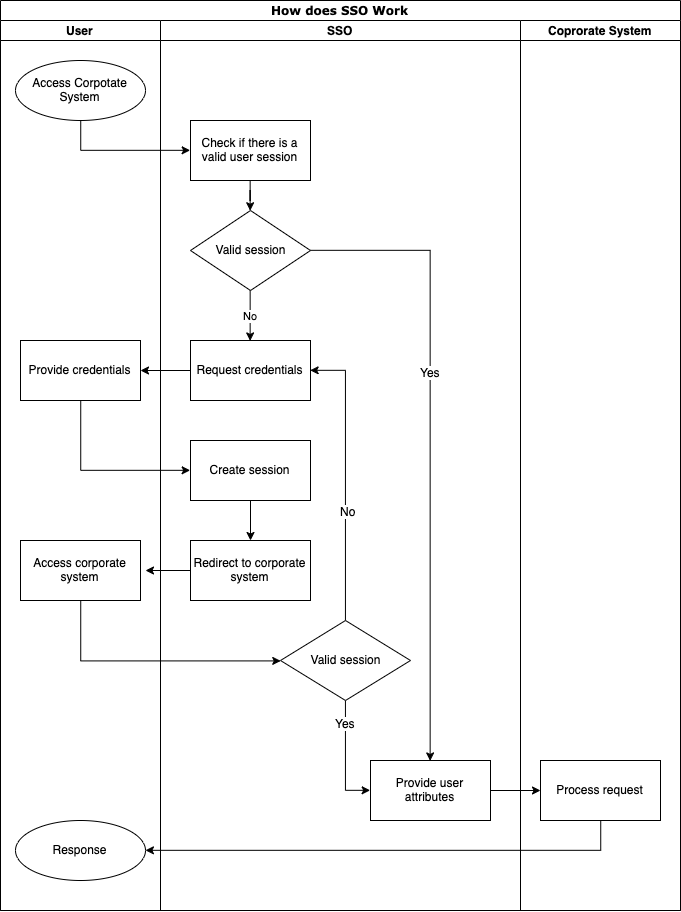 How does SSO Work
User
SSO
Coprorate System
Access Corpotate
System
Check if there is a
valid user session
Valid session
No
Yes
Provide credentials
Request credentials
Create session
No
Access corporate
system
Redirect to corporate
system
Valid session
Yes
Provide user
attributes
Process request
Response